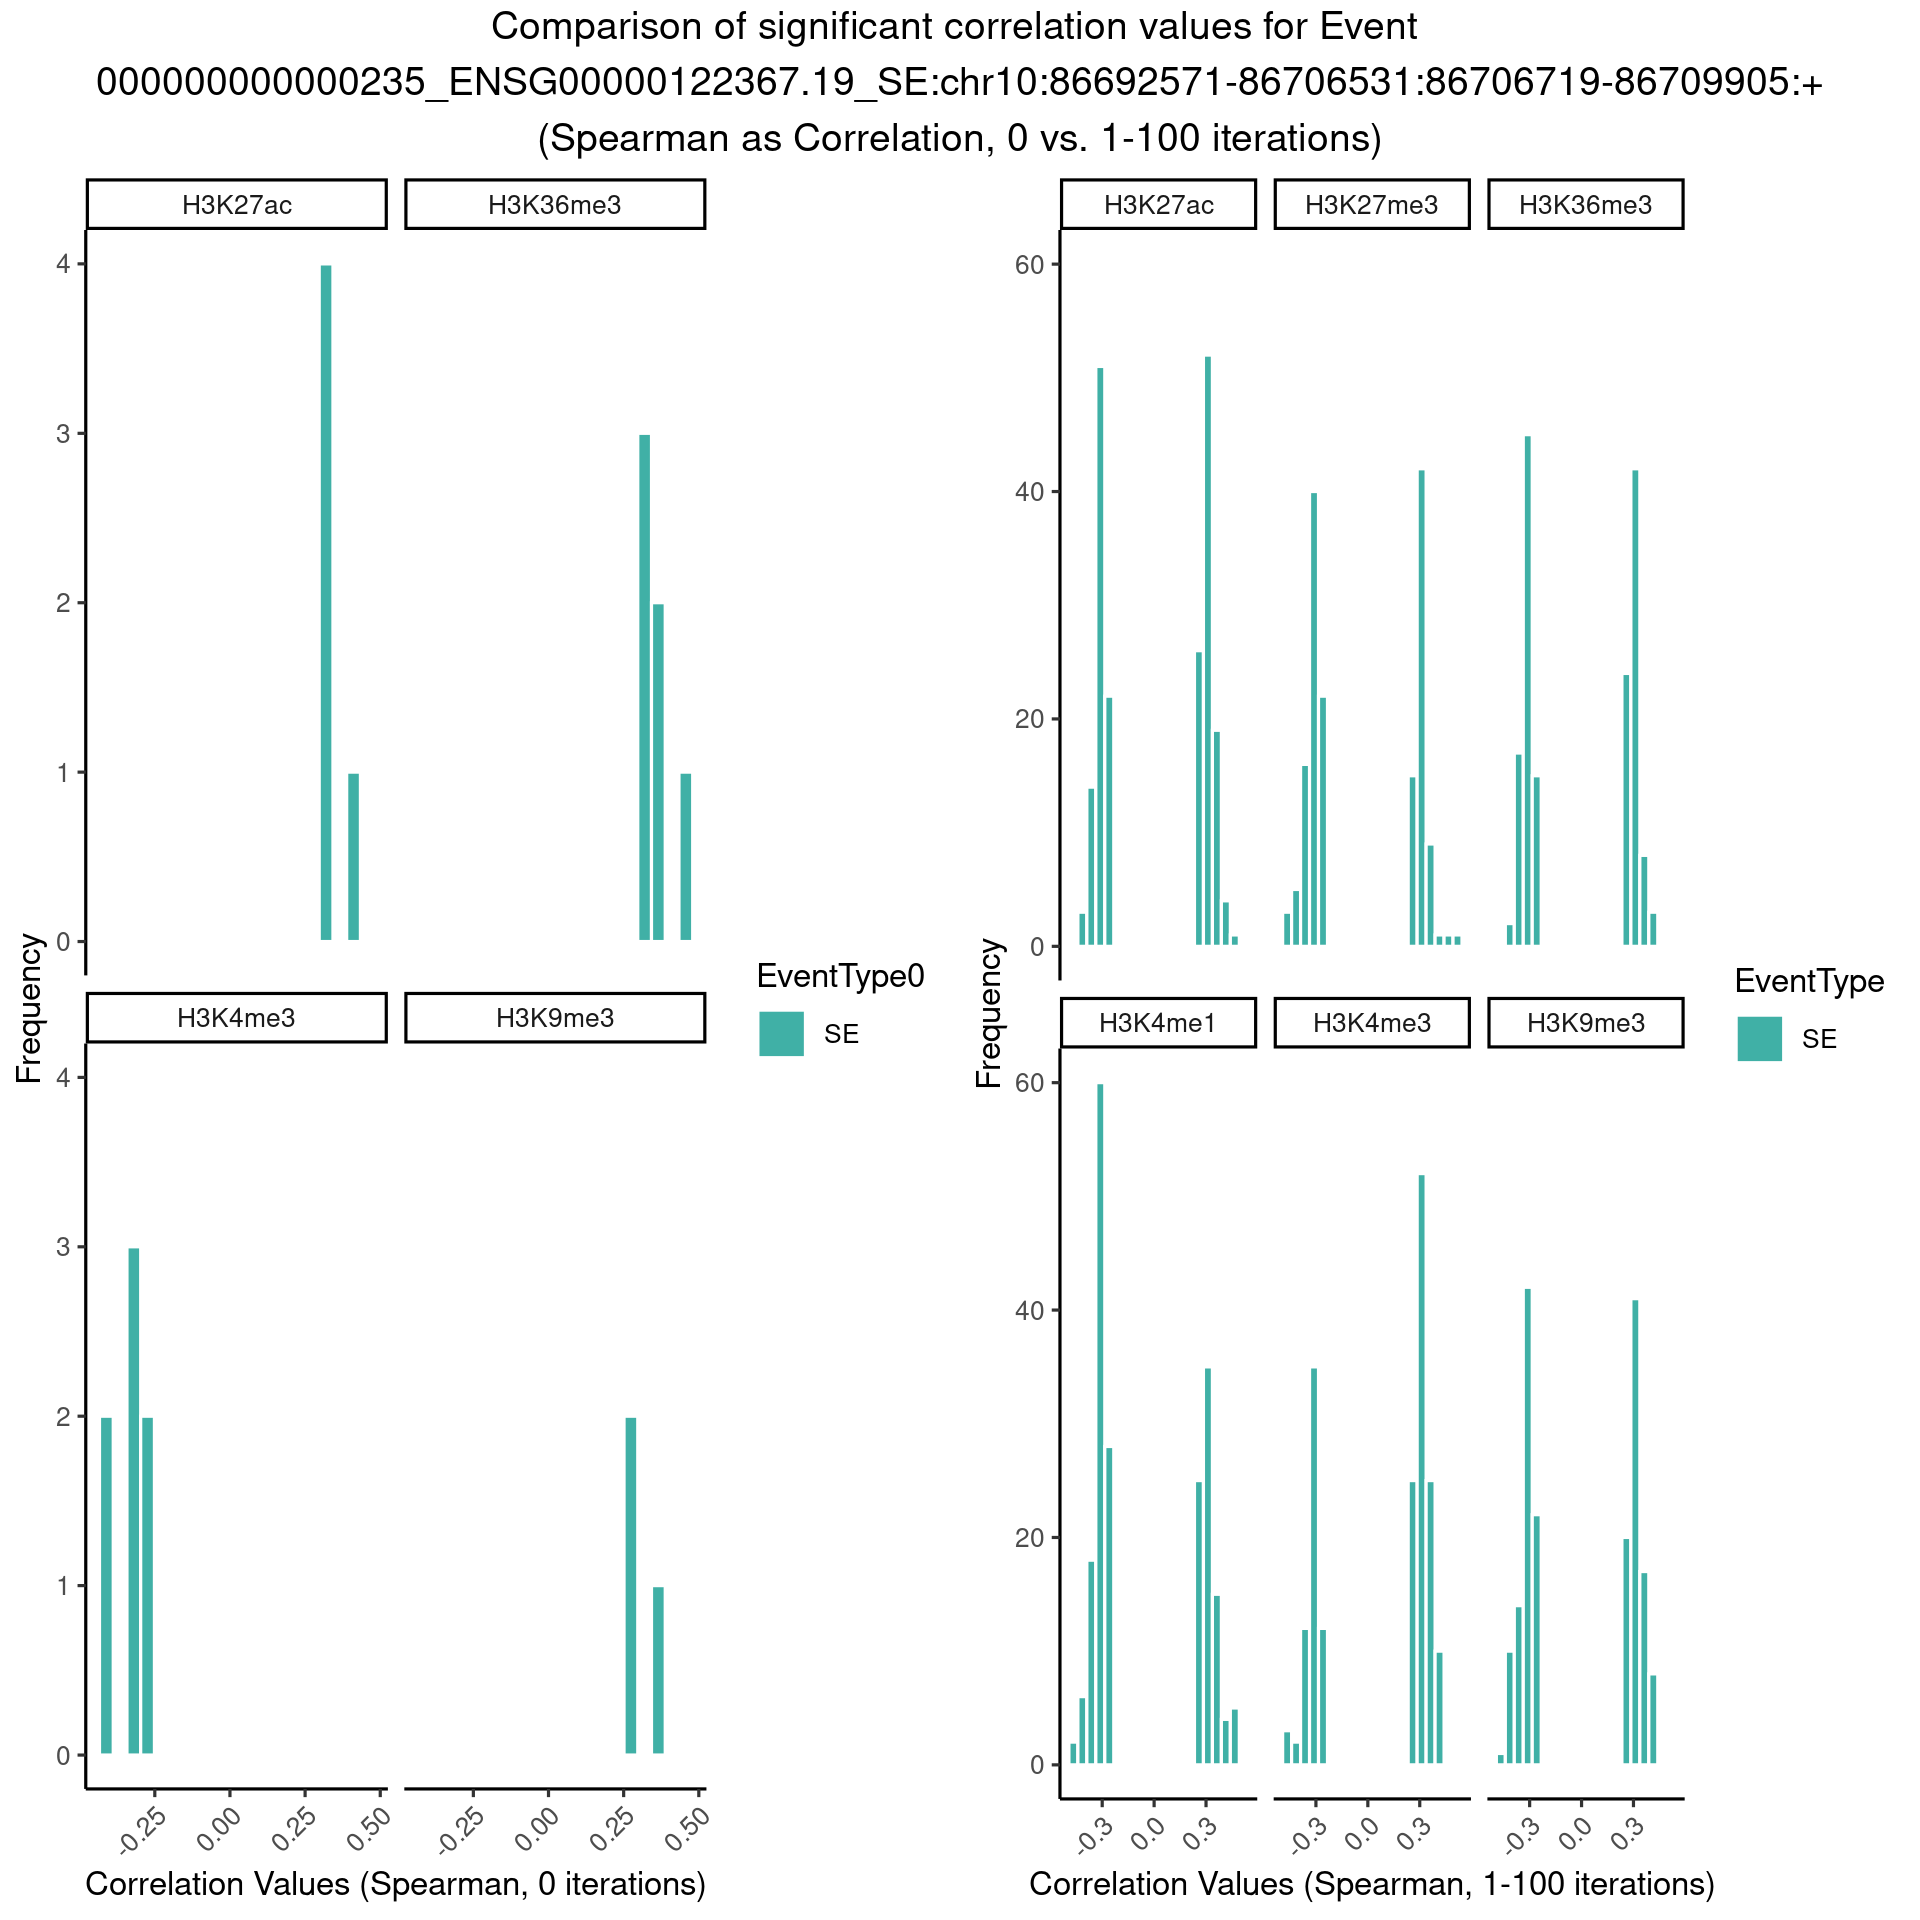 Comparison of significant correlation values for Event
000000000000235_ENSG00000122367.19_SE:chr10:86692571-86706531:86706719-86709905:+
(Spearman as Correlation, 0 vs. 1-100 iterations)
H3K27ac
H3K36me3
4
3
2
1
0
H3K4me3
H3K9me3
4
3
2
1
0
-0.25
0.00
0.25
0.50
-0.25
0.00
0.25
0.50
Frequency
Correlation Values (Spearman, 0 iterations)
EventType0
SE
H3K27ac
H3K27me3
H3K36me3
60
40
20
0
H3K4me1
H3K4me3
H3K9me3
60
40
20
0
-0.3
0.0
0.3
-0.3
0.0
0.3
-0.3
0.0
0.3
Frequency
Correlation Values (Spearman, 1-100 iterations)
EventType
SE